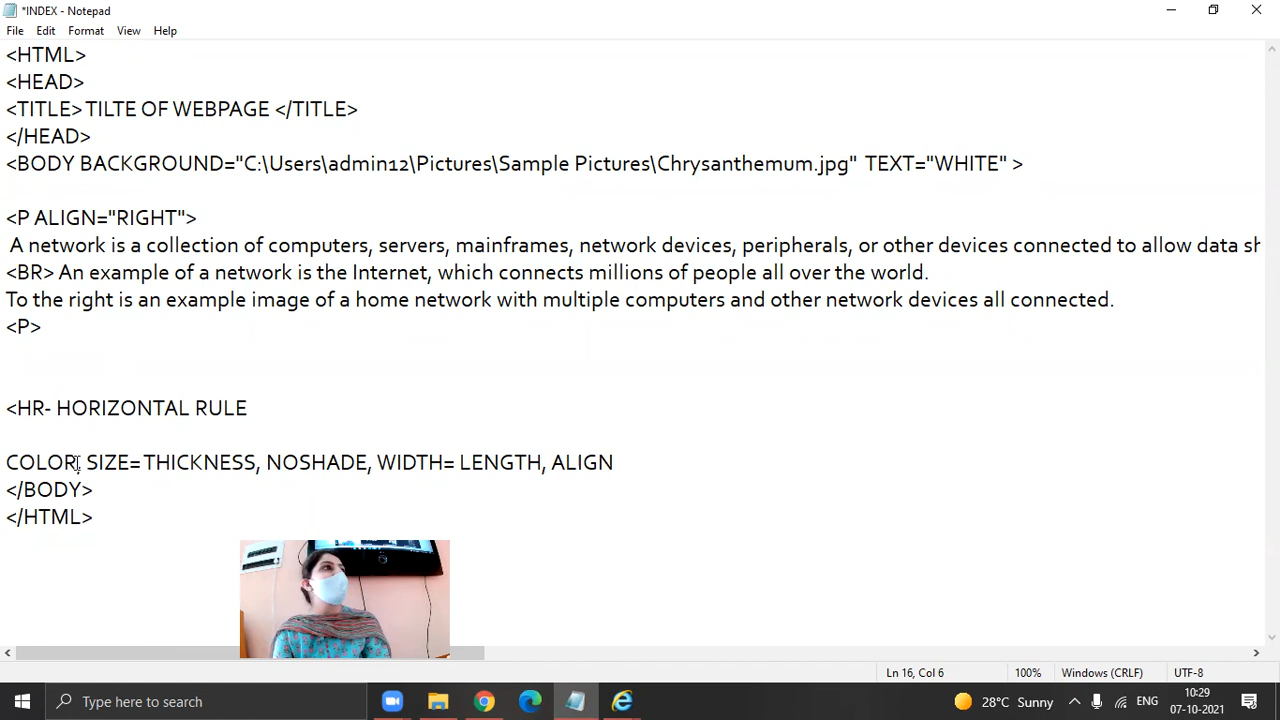 *INDEX - Notepad
File Edit Format View Help
<HTML>
<HEAD>
<TITLE> TILTE OF WEBPAGE </TITLE>
</HEAD>
<BODY BACKGROUND="C:\Users\admin12\Pictures\Sample Pictures\Chrysanthemum.jpg" TEXT="WHITE" >
<P ALIGN="RIGHT">
A network is a collection of computers, servers, mainframes, network devices, peripherals, or other devices connected to allow data sh
<BR> An example of a network is the Internet, which connects millions of people all over the world.
To the right is an example image of a home network with multiple computers and other network devices all connected.
<P>
<HR- HORIZONTAL RULE
COLOR, SIZE= THICKNESS, NOSHADE, WIDTH= LENGTH, ALIGN
</BODY>
</HTML>
Ln 16, Col 6 100% Windows (CRLF) UTF-8
Type here to search 28°C Sunny ENG 10:29
07-10-2021